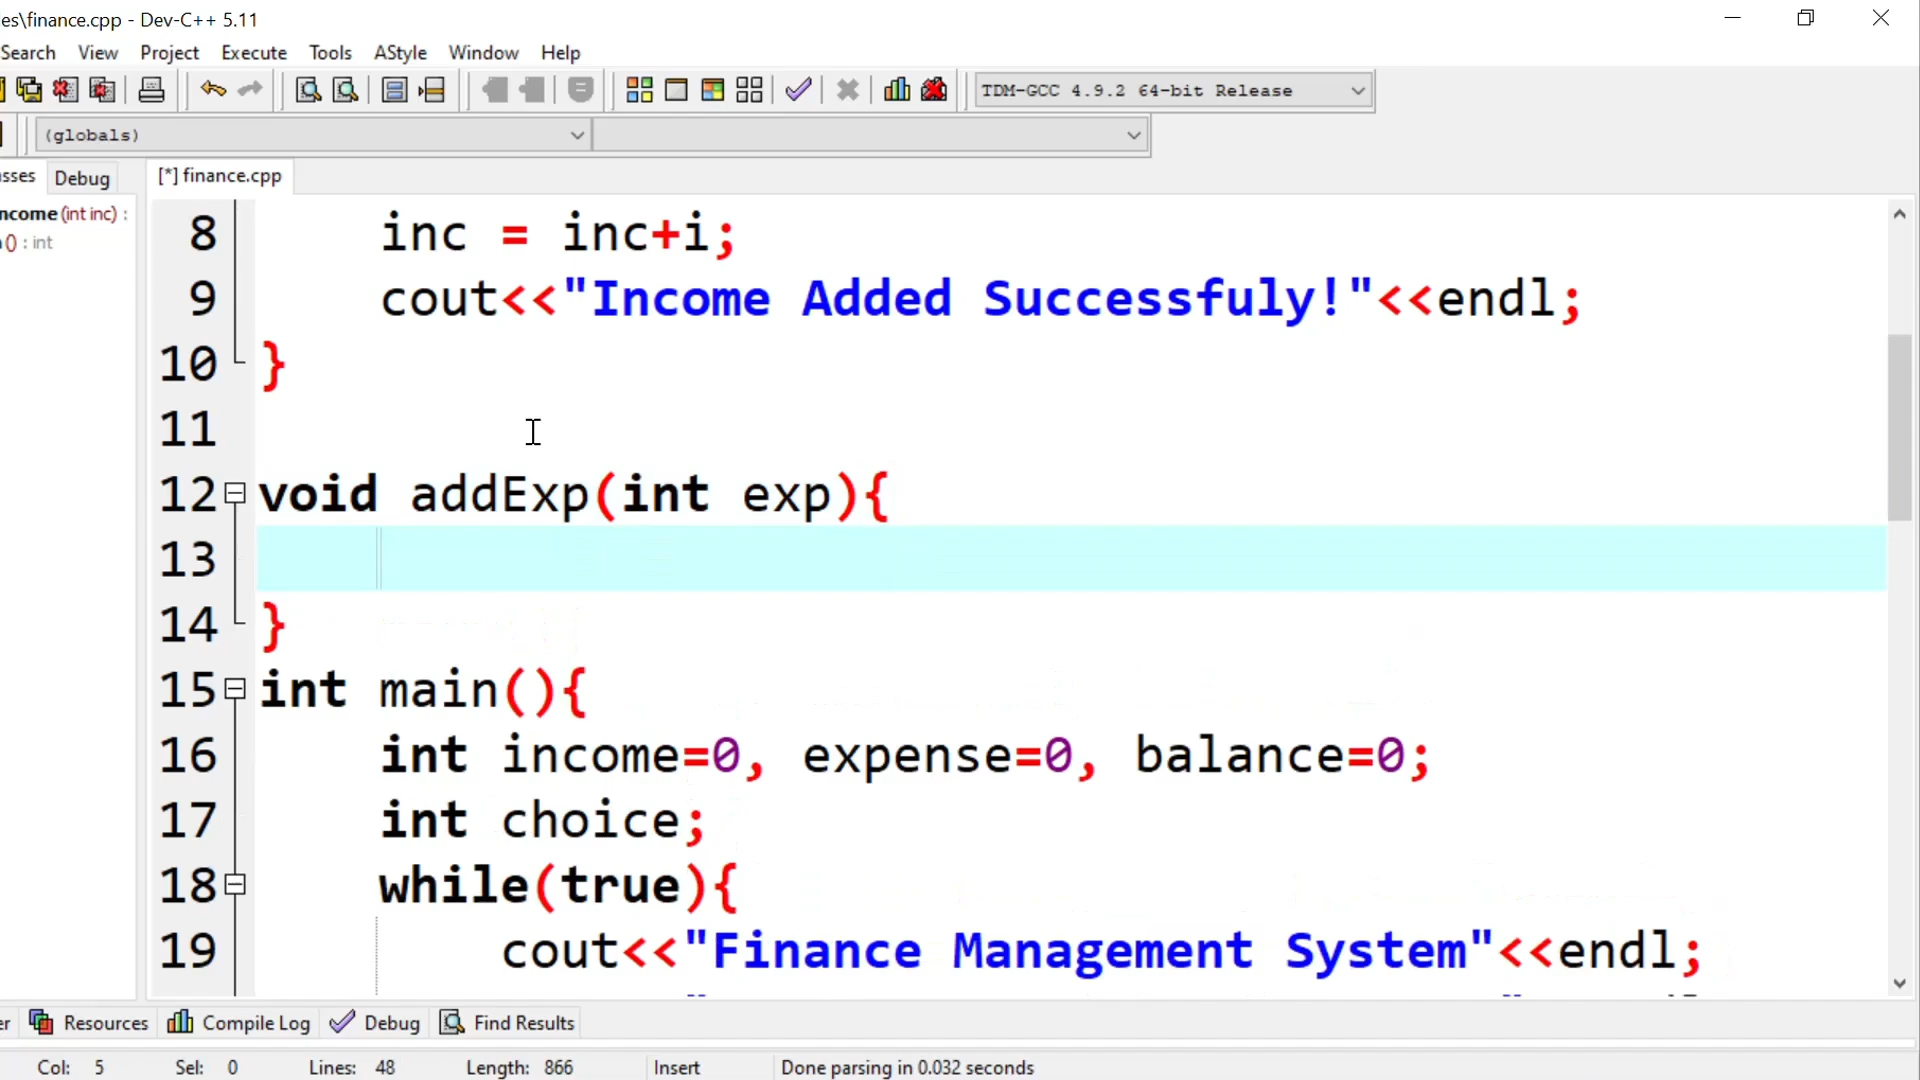 es\finance.cpp - Dev-C++ 5.11
Search View Project Execute Tools AStyle Window Help
TDM-GCC 4.9.2 64-bit Release
(globals)
sses Debug [*] finance.cpp
ncome (int inc) :
() : int
8 inc = inc+i;
9 cout<<"Income Added Successfuly!"<<endl;
10 }
11
12 void addExp(int exp){
13
14 }
15 int main(){
16 int income=0, expense=0, balance=0;
17 int choice;
18 while(true){
19 cout<<"Finance Management System"<<endl;
er Resources Compile Log Debug Find Results
Col: 5 Sel: 0 Lines: 48 Length: 866 Insert Done parsing in 0.032 seconds